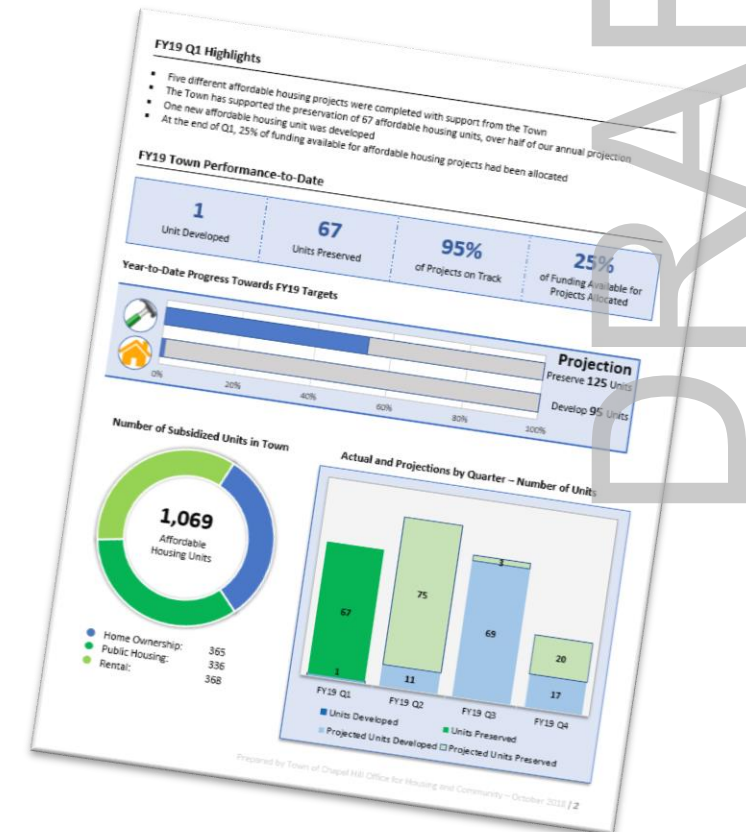 FY19 Q1 Highlights
▪ Five different affordable housing projects were completed with support from the Town
▪ The Town has supported the preservation of 67 affordable housing units, over half of our annual projection
▪ One new affordable housing unit was developed
▪ At the end of Q1, 25% of funding available for affordable housing projects had been allocated
FY19 Town Performance-to-Date
1
Unit Developed
67
Units Preserved
95%
of Projects on Track
25%
of Funding Available for
Projects Allocated
Year-to-Date Progress Towards FY19 Targets
Projection
Preserve 125 Units
Develop 95 Units
0% 20% 40% 60% 80% 100%
Number of Subsidized Units in Town
1,069
Affordable
Housing Units
Home Ownership: 365
Public Housing: 336
Rental: 368
Actual and Projections by Quarter – Number of Units
67
1
75
11
3
69
20
17
FY19 Q1 FY19 Q2 FY19 Q3 FY19 Q4
Units Developed Units Preserved
Projected Units Developed Projected Units Preserved
Prepared by Town of Chapel Hill Office for Housing and Community – October 2018 | 2
DRAF